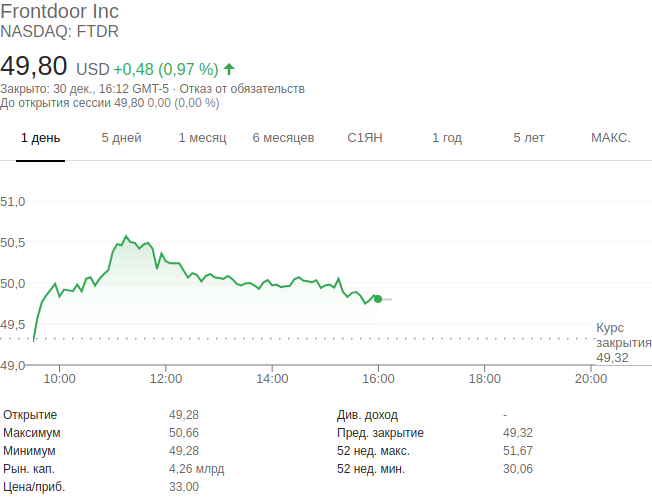 Frontdoor Inc
NASDAQ: FTDR
49,80 USD +0,48 (0,97 %)
Закрыто: 30 дек., 16:12 GMT-5 · Отказ от обязательств
До открытия сессии 49,80 0,00 (0,00 %)
1 день 5 дней 1 месяц 6 месяцев С1ЯН 1 год 5 лет МАКС.
51,0
50,5
50,0
49,5
49,0
Курс
закрытия
49,32
10:00 12:00 14:00 16:00 18:00 20:00
Открытие 49,28 Див. доход -
Максимум 50,66 Пред. закрытие 49,32
Минимум 49,28 52 нед. макс. 51,67
Рын. кап. 4,26 млрд 52 нед. мин. 30,06
Цена/приб. 33,00